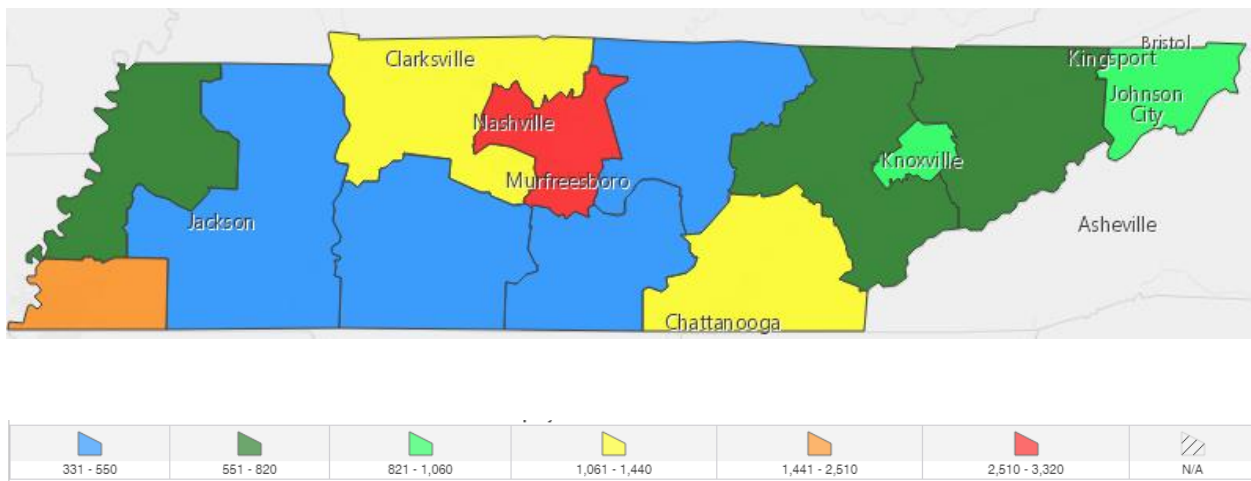 Bristol
Clarksville
Kingsport
Johnson
City
Nashville
Knoxville
Murfreesboro
Jackson
Asheville
Chattanooga
331 - 550
551 - 820
821 - 1,060
1,061 - 1,440
1,441 - 2,510
2,510 - 3,320
N/A